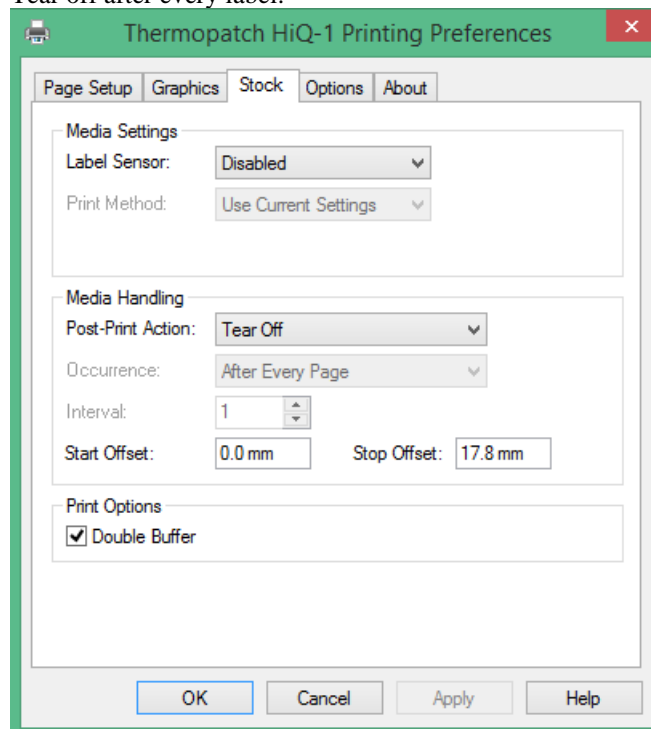 Tear off after every label.
Thermopatch HiQ-1 Printing Preferences
Page Setup Graphics Stock Options About
Media Settings
Label Sensor: Disabled
Print Method: Use Current Settings
Media Handling
Post-Print Action: Tear Off
Occurrence: After Every Page
Interval: 1
Start Offset: 0.0 mm Stop Offset: 17.8 mm
Print Options
Double Buffer
OK Cancel Apply Help